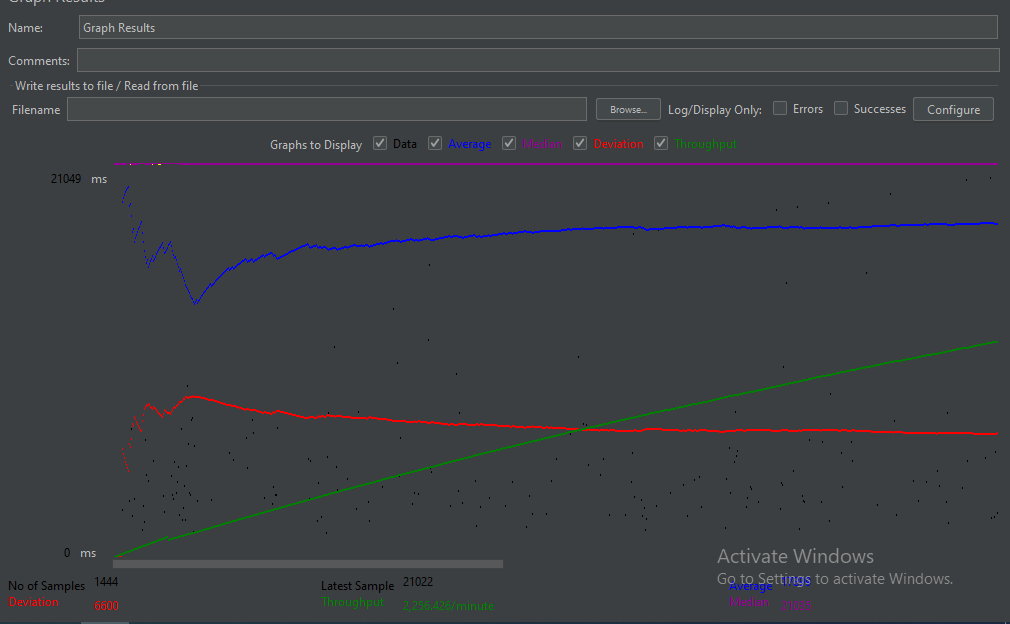 Graph Results
Name: Graph Results
Comments:
Write results to file / Read from file
Filename Browse... Log/Display Only: Errors Successes Configure
Graphs to Display Data Average Median Deviation Throughput
21049 ms
0 ms
No of Samples 1444 Latest Sample 21022 Average
Deviation 6600 Throughput 2,256.425/minute Median
Activate Windows
Go to Settings to activate Windows.